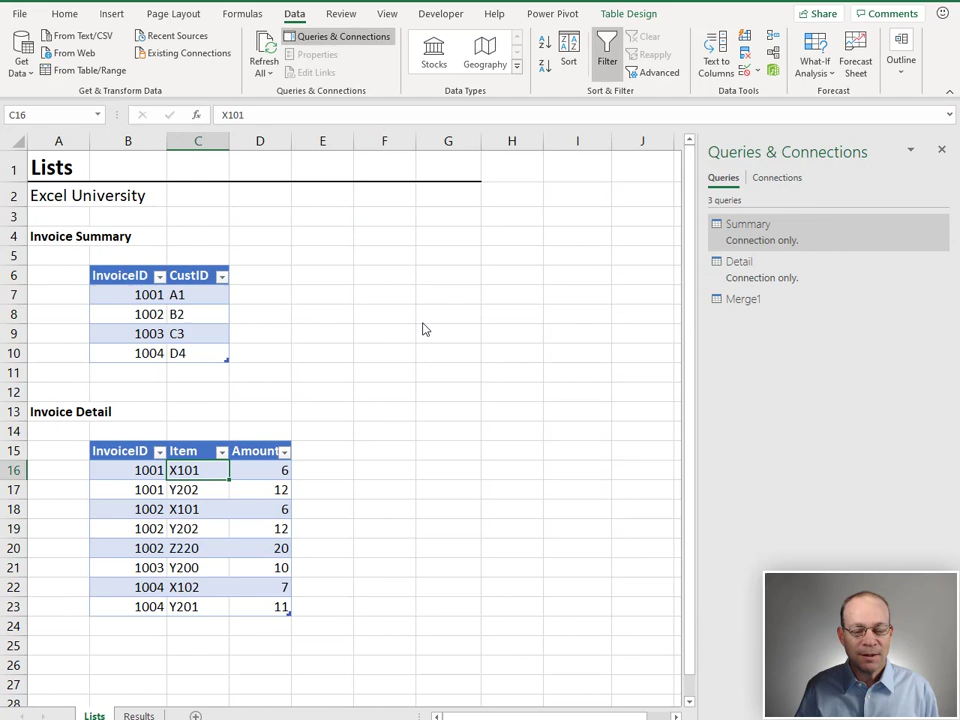 File Home Insert Page Layout Formulas Data Review View Developer Help Power Pivot Table Design Share Comments
Get Data From Text/CSV From Web From Table/Range Recent Sources Existing Connections
Refresh All Queries & Connections Properties Edit Links
Stocks Geography
Sort Filter Clear Reapply Advanced
Text to Columns What-If Analysis Forecast Sheet Outline
Get & Transform Data Queries & Connections Data Types Sort & Filter Data Tools Forecast
C16 fx X101
A B C D E F G H I J
1 Lists
2 Excel University
3
4 Invoice Summary
5
6 InvoiceID CustID
7 1001 A1
8 1002 B2
9 1003 C3
10 1004 D4
11
12
13 Invoice Detail
14
15 InvoiceID Item Amount
16 1001 X101 6
17 1001 Y202 12
18 1002 X101 6
19 1002 Y202 12
20 1002 Z220 20
21 1003 Y200 10
22 1004 X102 7
23 1004 Y201 11
24
25
26
27
28
Lists Results
Queries & Connections
Queries Connections
3 queries
Summary
Connection only.
Detail
Connection only.
Merge1